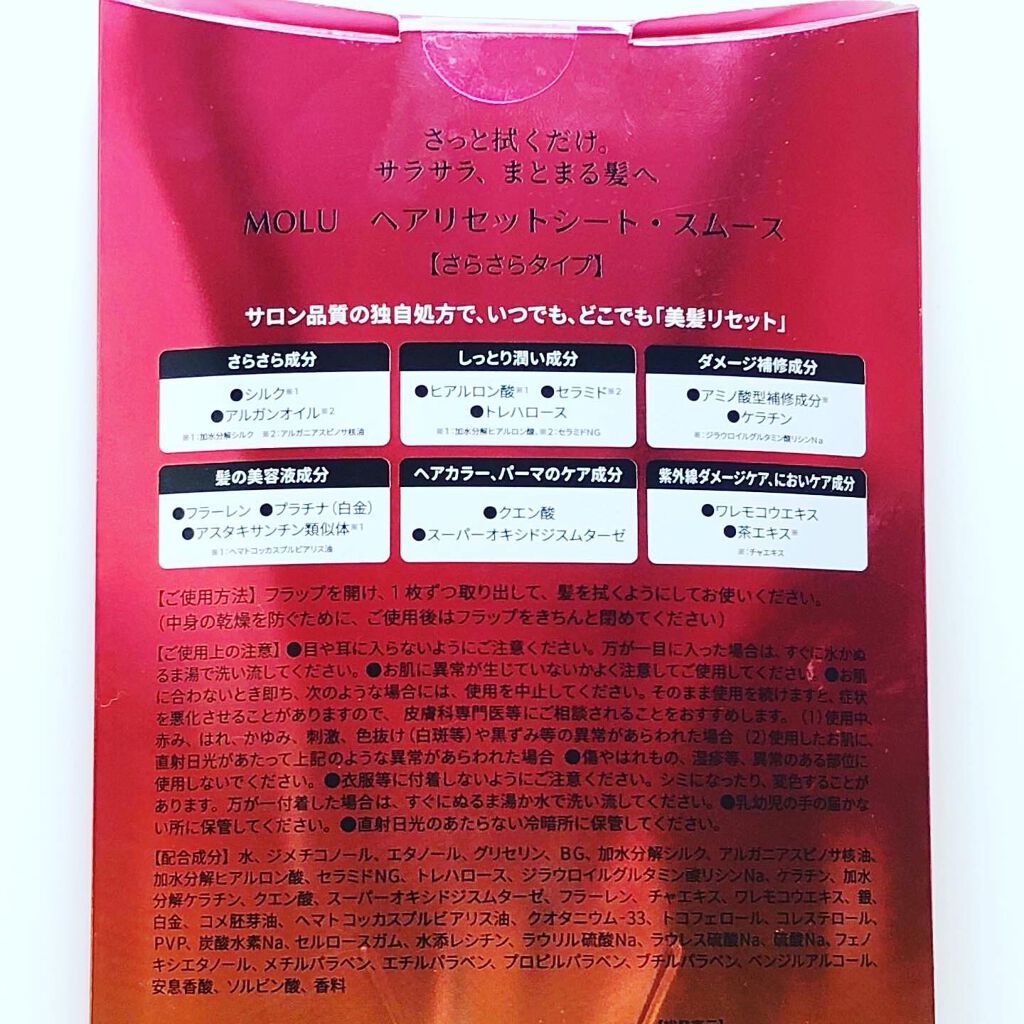 さっと拭くだけ。
サラサラ、まとまる髪へ
MOLU ヘアリセットシート・スムース
【さらさらタイプ】
サロン品質の独自処方で、いつでも、どこでも「美髪リセット」
さらさら成分
●シルク※1
●アルガンオイル※2
※1:加水分解シルク ※2:アルガニアスピノサ核油
しっとり潤い成分
●ヒアルロン酸※1 ●セラミド※2
●トレハロース
※1:加水分解ヒアルロン酸、※2:セラミドNG
ダメージ補修成分
●アミノ酸型補修成分※
●ケラチン
※:ジラウロイルグルタミン酸リシンNa
髪の美容液成分
●フラーレン ●プラチナ(白金)
●アスタキサンチン類似体※1
※1:ヘマトコッカスプルビアリス油
ヘアカラー、パーマのケア成分
●クエン酸
●スーパーオキシドジスムターゼ
紫外線ダメージケア、においケア成分
●ワレモコウエキス
●茶エキス※
※:チャエキス
【ご使用方法】フラップを開け、1枚ずつ取り出して、髪を拭くようにしてお使いください。
(中身の乾燥を防ぐために、ご使用後はフラップをきちんと閉めてください)
【ご使用上の注意】●目や耳に入らないようにご注意ください。万が一目に入った場合は、すぐに水かぬ
るま湯で洗い流してください。●お肌に異常が生じていないかよく注意してご使用してください。●お肌
に合わないとき即ち、次のような場合には、使用を中止してください。そのまま使用を続けますと、症状
を悪化させることがありますので、皮膚科専門医等にご相談されることをおすすめします。(1)使用中、
赤み、はれ、かゆみ、刺激、色抜け(白斑等)や黒ずみ等の異常があらわれた場合 (2)使用したお肌に、
直射日光があたって上記のような異常があらわれた場合 ●傷やはれもの、湿疹等、異常のある部位に
使用しないでください。●衣服等に付着しないようにご注意ください。シミになったり、変色することが
あります。万が一付着した場合は、すぐにぬるま湯か水で洗い流してください。●乳幼児の手の届かな
い所に保管してください。●直射日光のあたらない冷暗所に保管してください。
【配合成分】水、ジメチコノール、エタノール、グリセリン、BG、加水分解シルク、アルガニアスピノサ核油、
加水分解ヒアルロン酸、セラミドNG、トレハロース、ジラウロイルグルタミン酸リシンNa、ケラチン、加水
分解ケラチン、クエン酸、スーパーオキシドジスムターゼ、フラーレン、チャエキス、ワレモコウエキス、銀、
白金、コメ胚芽油、ヘマトコッカスプルビアリス油、クオタニウム-33、トコフェロール、コレステロール、
PVP、炭酸水素Na、セルロースガム、水添レシチン、ラウリル硫酸Na、ラウレス硫酸Na、硫酸Na、フェノ
キシエタノール、メチルパラベン、エチルパラベン、プロピルパラベン、ブチルパラベン、ベンジルアルコール、
安息香酸、ソルビン酸、香料